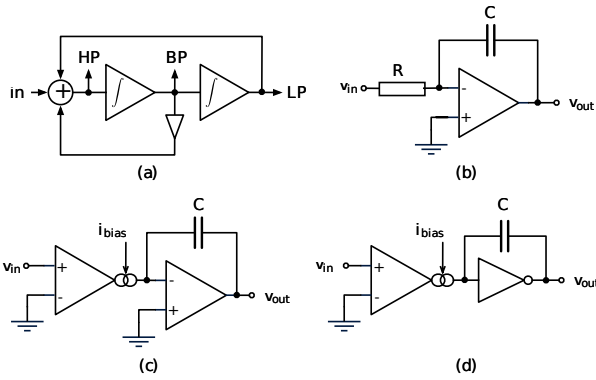 HP BP
in + ∫ ∫ LP
(a)
C
R
vin - vout
+
(b)
C
ibias
vin + - vout
- +
(c)
C
ibias
vin + vout
-
(d)